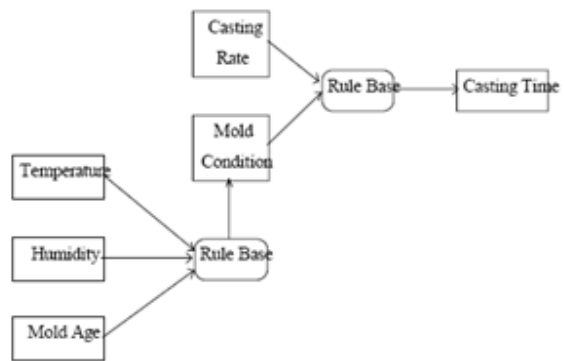 Casting
Rate
Rule Base
Casting Time
Mold
Condition
Temperature
Humidity
Rule Base
Mold Age